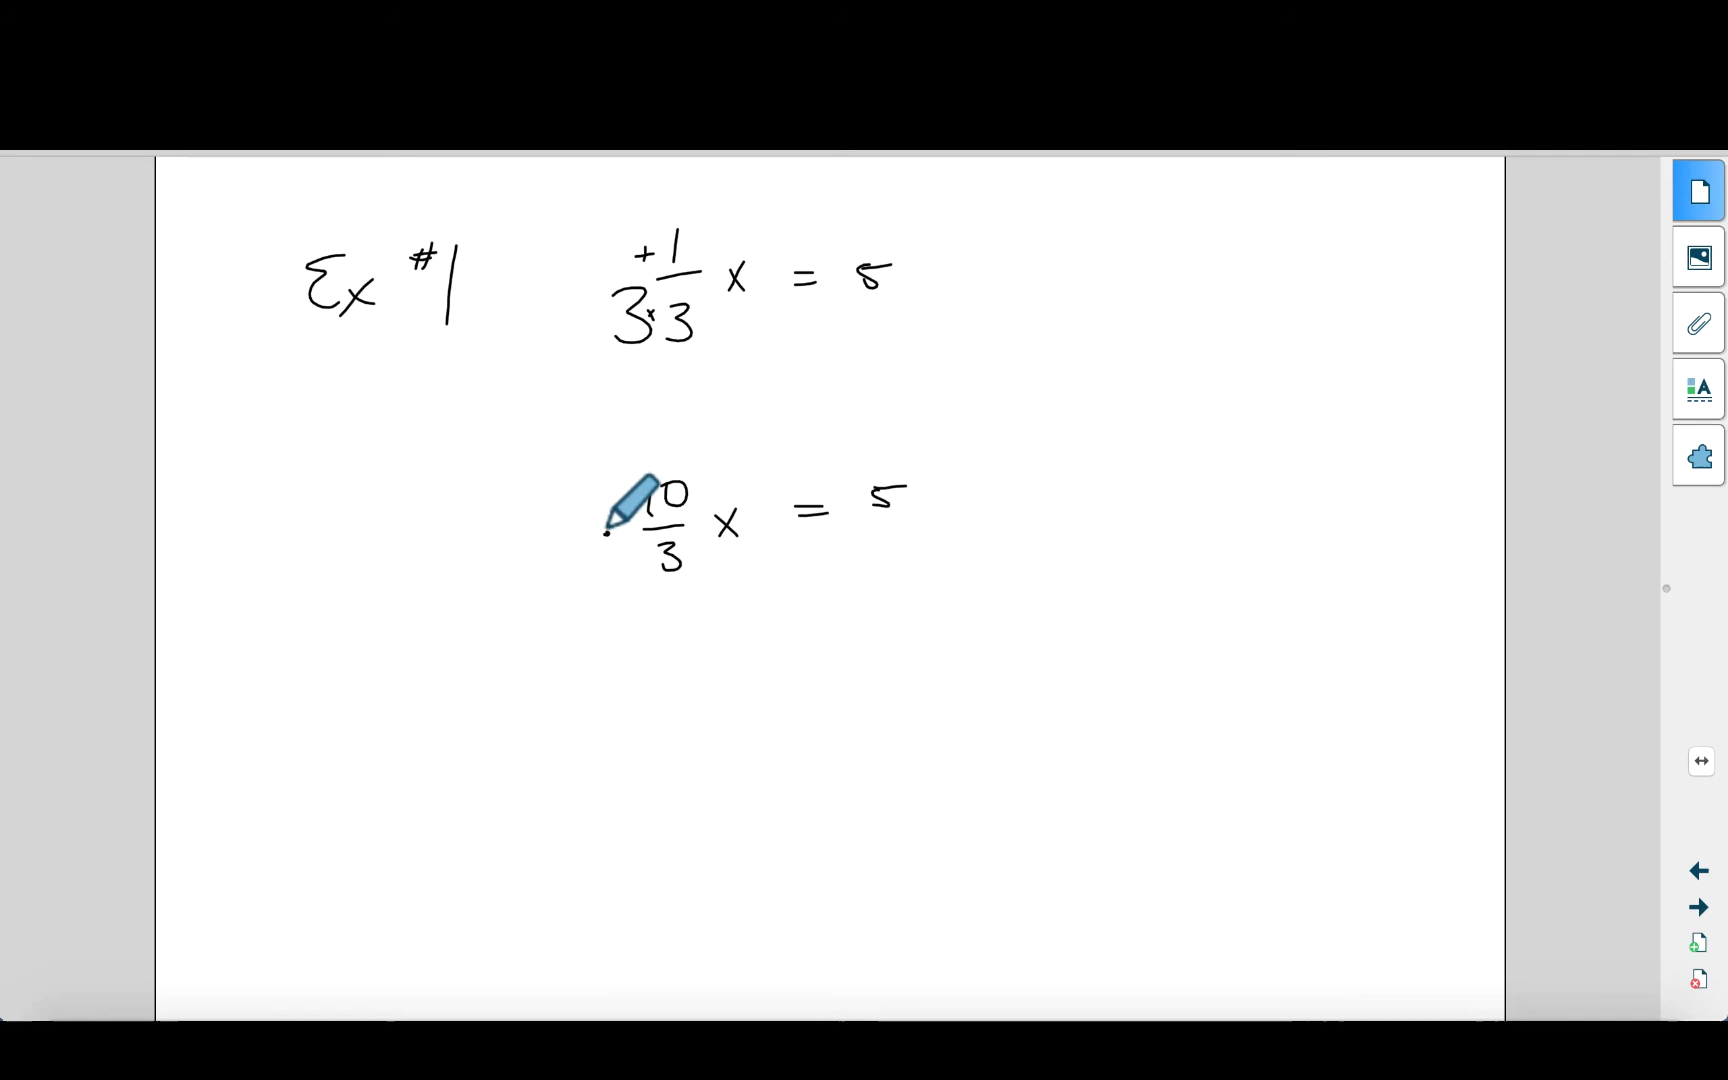 Ex #1 3 + 1/3 x = 5
10/3 x = 5